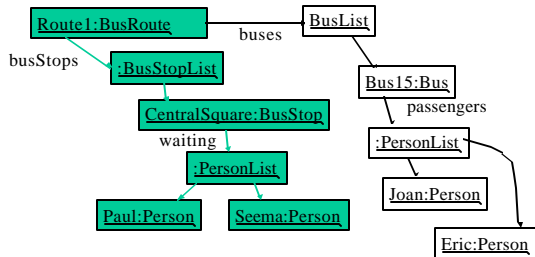 Route1:BusRoute
BusList
buses
busStops
:BusStopList
Bus15:Bus
passengers
CentralSquare:BusStop
waiting
:PersonList
:PersonList
Joan:Person
Paul:Person
Seema:Person
Eric:Person